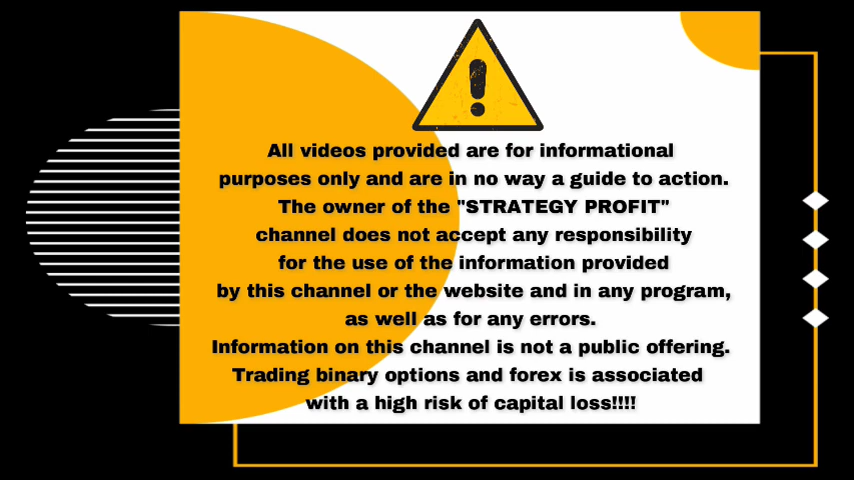 All videos provided are for informational
purposes only and are in no way a guide to action.
The owner of the "STRATEGY PROFIT"
channel does not accept any responsibility
for the use of the information provided
by this channel or the website and in any program,
as well as for any errors.
Information on this channel is not a public offering.
Trading binary options and forex is associated
with a high risk of capital loss!!!!